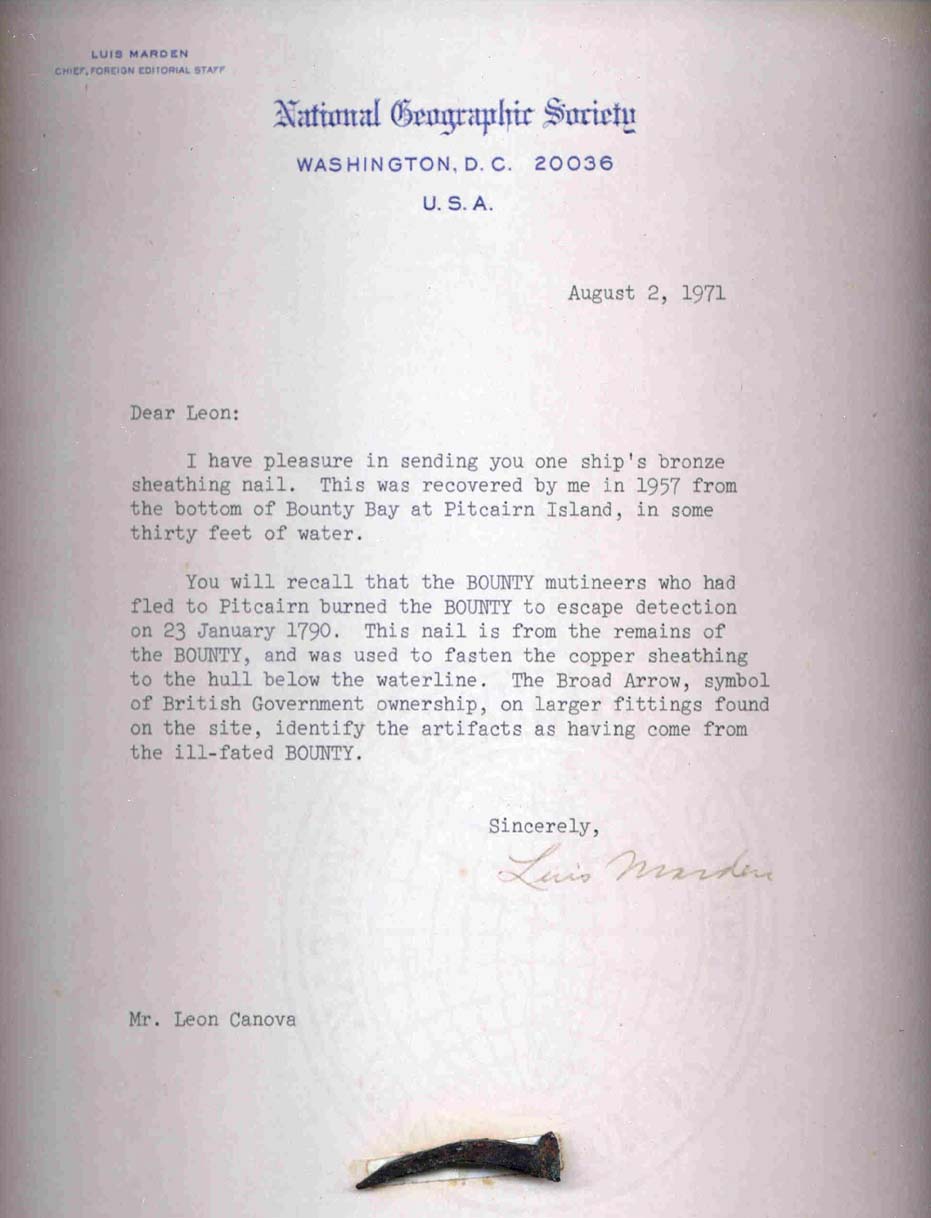 LUIS MARDEN
CHIEF, FOREIGN EDITORIAL STAFF
National Geographic Society
WASHINGTON, D. C. 20036
U. S. A.
August 2, 1971
Dear Leon:
I have pleasure in sending you one ship's bronze
sheathing nail. This was recovered by me in 1957 from
the bottom of Bounty Bay at Pitcairn Island, in some
thirty feet of water.
You will recall that the BOUNTY mutineers who had
fled to Pitcairn burned the BOUNTY to escape detection
on 23 January 1790. This nail is from the remains of
the BOUNTY, and was used to fasten the copper sheathing
to the hull below the waterline. The Broad Arrow, symbol
of British Government ownership, on larger fittings found
on the site, identify the artifacts as having come from
the ill-fated BOUNTY.
Sincerely,
Luis Marden
Mr. Leon Canova